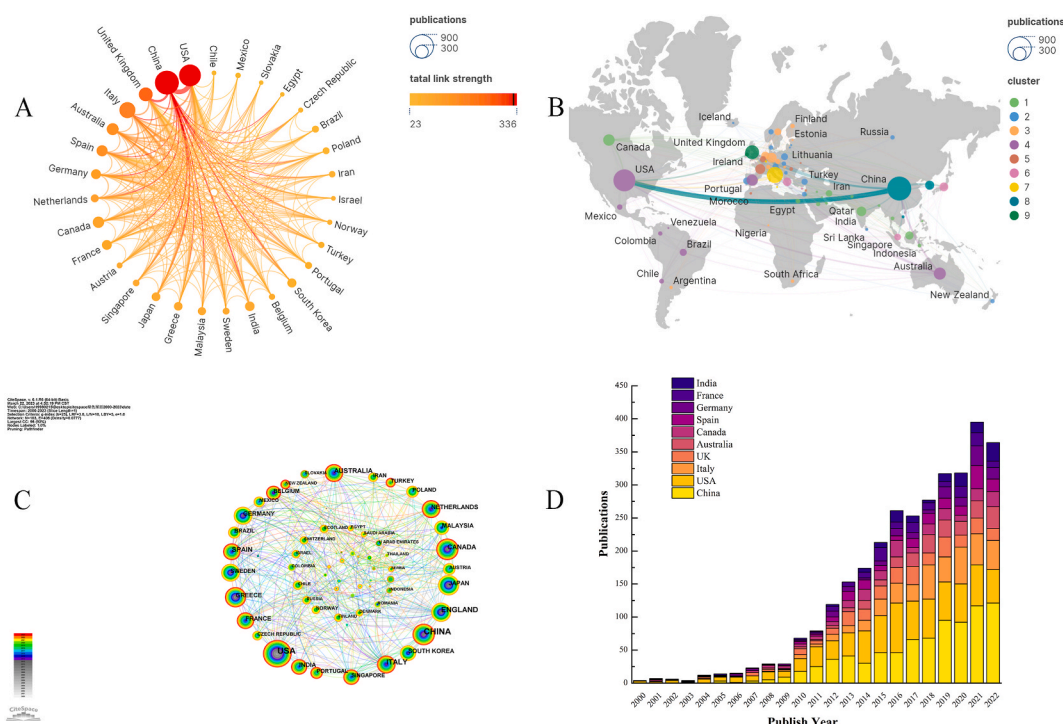 A
publications
900
300
tatal link strength
23
336
United Kingdom
China
USA
Chile
Mexico
Slovakia
Egypt
Czech Republic
Brazil
Poland
Iran
Israel
Norway
Turkey
Portugal
South Korea
Belgium
India
Sweden
Malaysia
Greece
Japan
Singapore
Austria
France
Canada
Netherlands
Germany
Spain
Australia
Italy
B
publications
900
300
cluster
1
2
3
4
5
6
7
8
9
Iceland
Finland
Estonia
Russia
Canada
United Kingdom
Ireland
Lithuania
USA
China
Portugal
Turkey
Morocco
Iran
Egypt
Mexico
Qatar
India
Venezuela
Nigeria
Sri Lanka
Colombia
Singapore
Brazil
Indonesia
Australia
Chile
Argentina
South Africa
New Zealand
C
SLOVAKIA
AUSTRALIA
IRAN
TURKEY
NEW ZEALAND
BELGIUM
POLAND
MEXICO
NETHERLANDS
GERMANY
MALAYSIA
BRAZIL
SCOTLAND
EGYPT
SAUDI ARABIA
SWITZERLAND
U ARAB EMIRATES
SPAIN
CANADA
ISRAEL
THAILAND
SWEDEN
COLOMBIA
SERBIA
AUSTRIA
CHILE
INDONESIA
JAPAN
GREECE
RUSSIA
ROMANIA
NORWAY
DENMARK
ENGLAND
FRANCE
FINLAND
CZECH REPUBLIC
CHINA
USA
SOUTH KOREA
INDIA
ITALY
PORTUGAL
SINGAPORE
CiteSpace
D
India
France
Germany
Spain
Canada
Australia
UK
Italy
USA
China
Publications
450
400
350
300
250
200
150
100
50
0
2000
2001
2002
2003
2004
2005
2006
2007
2008
2009
2010
2011
2012
2013
2014
2015
2016
2017
2018
2019
2020
2021
2022
Publish Year